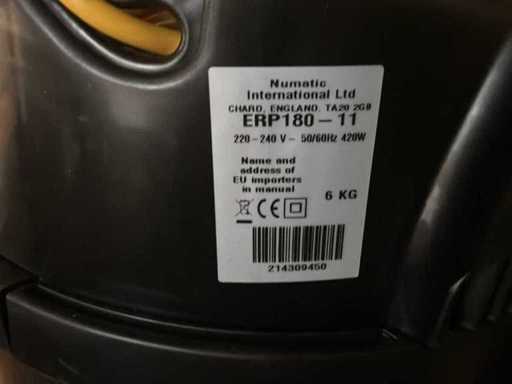 Numatic
International Ltd
CHARD, ENGLAND. TA20 2GB
ERP180-11
220-240 V~ 50/60Hz 420W
Name and
address of
EU importers
in manual
6 KG
CE
214309450